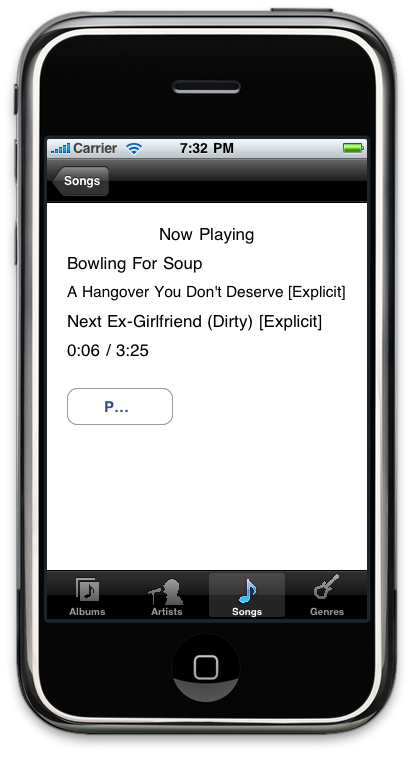 Carrier 7:32 PM
Songs
Now Playing
Bowling For Soup
A Hangover You Don't Deserve [Explicit]
Next Ex-Girlfriend (Dirty) [Explicit]
0:06 / 3:25
P...
Albums Artists Songs Genres